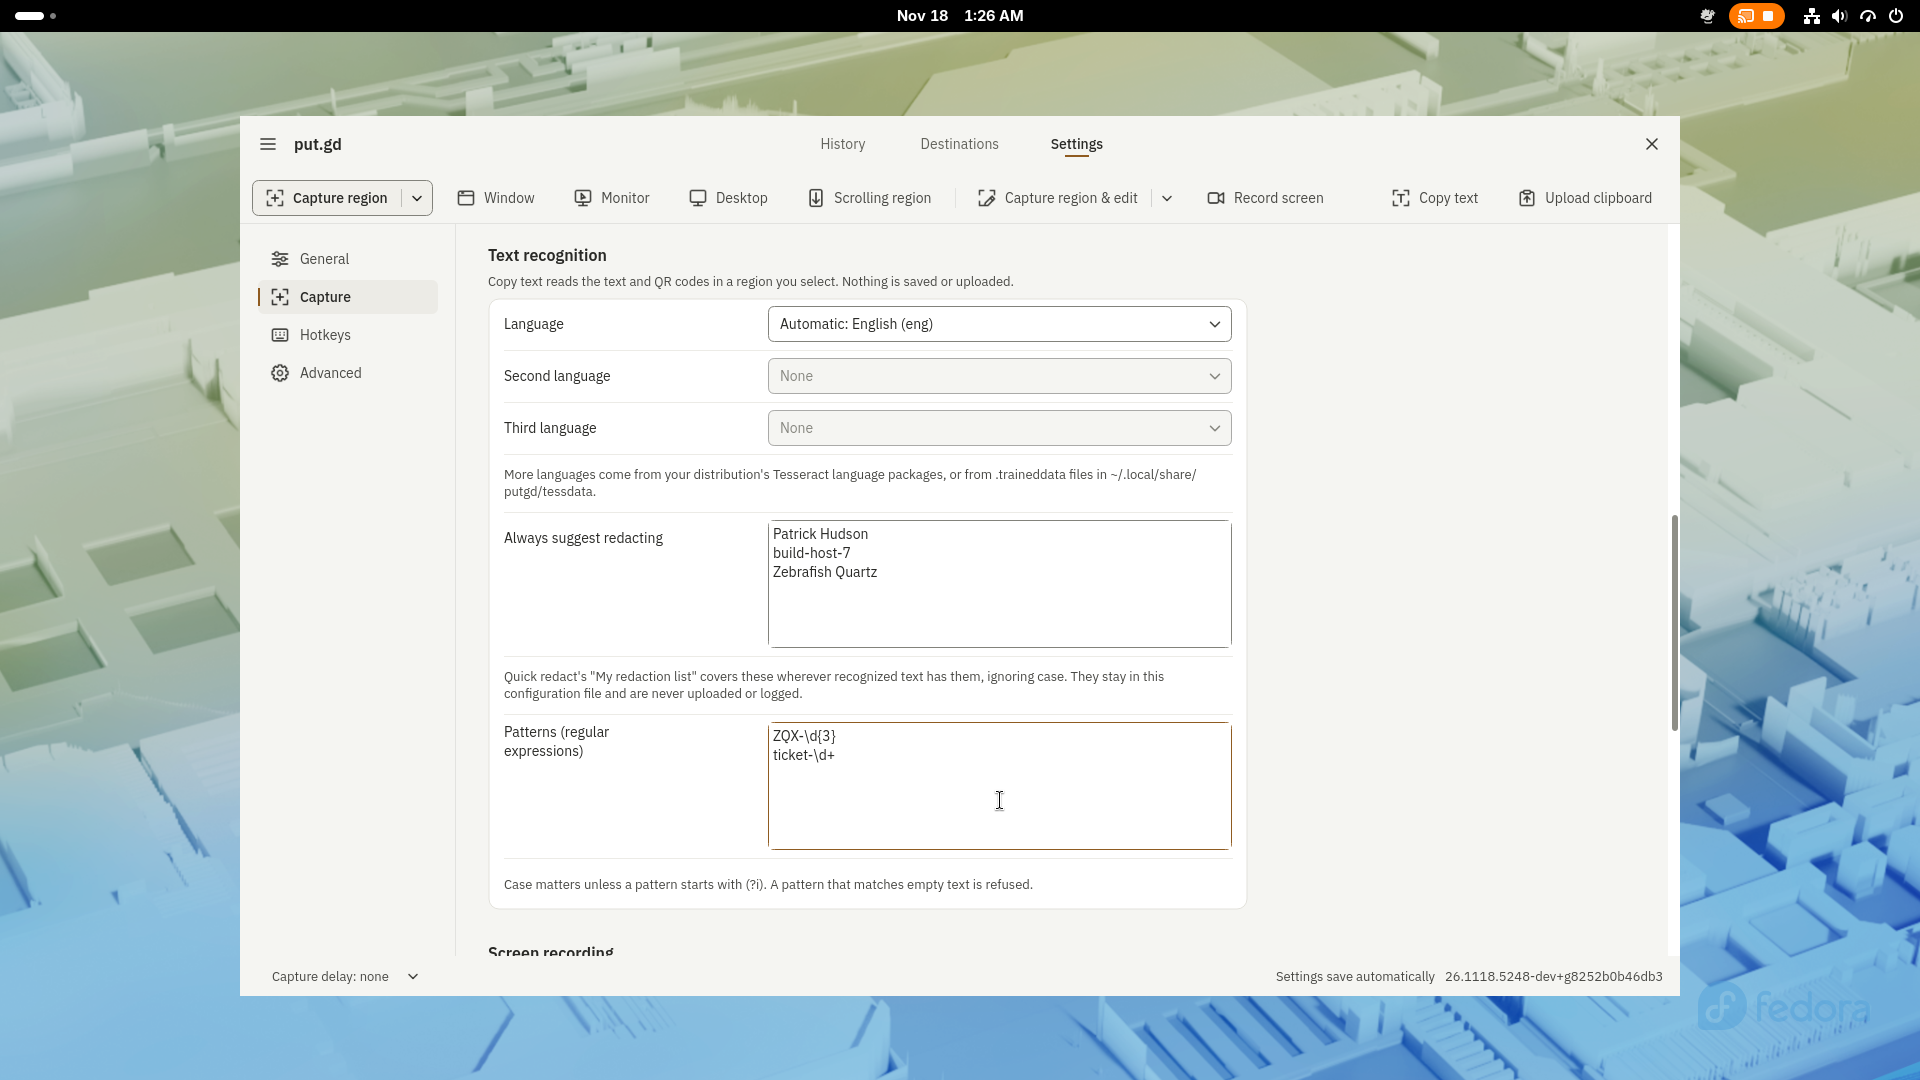 Nov 18 1:26 AM
put.gd
History
Destinations
Settings
Capture region
Window
Monitor
Desktop
Scrolling region
Capture region & edit
Record screen
Copy text
Upload clipboard
General
Capture
Hotkeys
Advanced
Text recognition
Copy text reads the text and QR codes in a region you select. Nothing is saved or uploaded.
Language
Automatic: English (eng)
Second language
None
Third language
None
More languages come from your distribution's Tesseract language packages, or from .traineddata files in ~/.local/share/
putgd/tessdata.
Always suggest redacting
Patrick Hudson
build-host-7
Zebrafish Quartz
Quick redact's "My redaction list" covers these wherever recognized text has them, ignoring case. They stay in this
configuration file and are never uploaded or logged.
Patterns (regular
expressions)
ZQX-\d{3}
ticket-\d+
Case matters unless a pattern starts with (?i). A pattern that matches empty text is refused.
Screen recording
Capture delay: none
Settings save automatically
26.1118.5248-dev+g8252b0b46db3
fedora